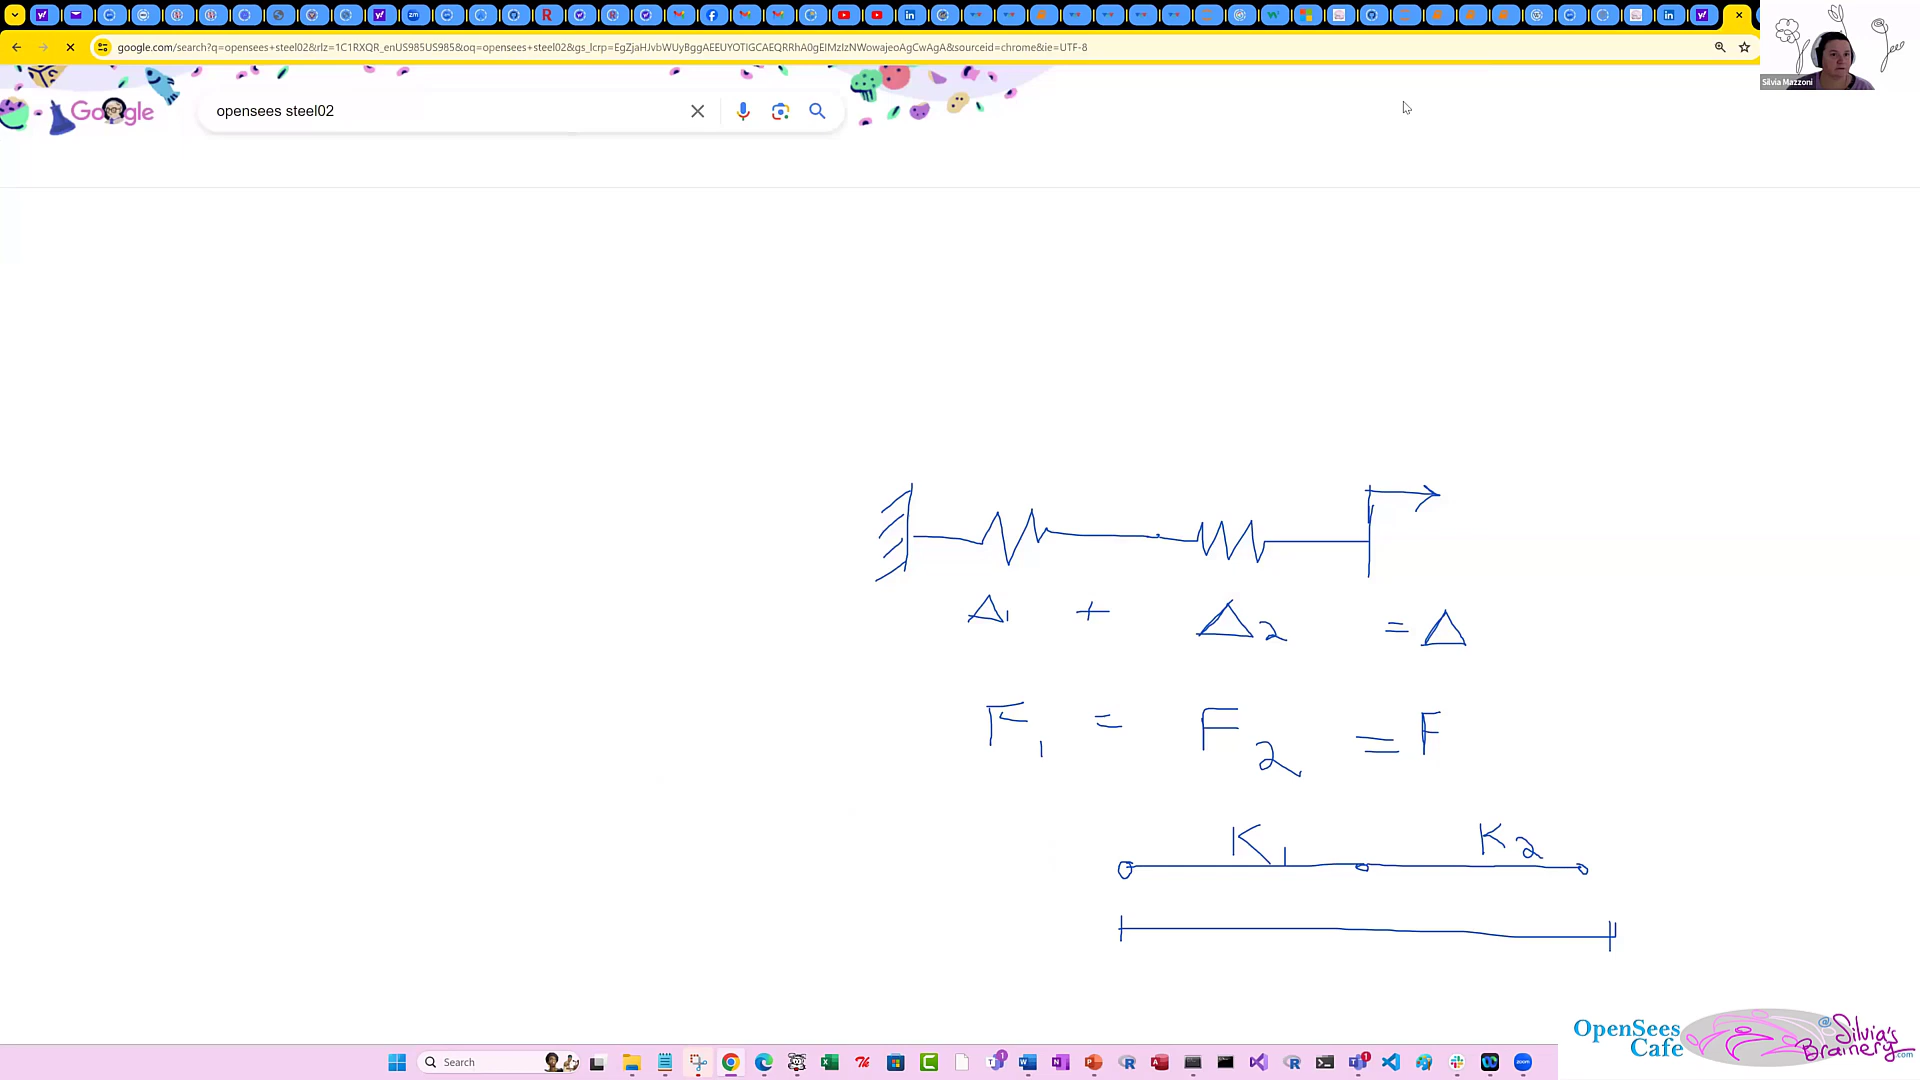 google.com/search?q=opensees+steel02&rlz=1C1RXQR_enUS985US985&oq=opensees+steel02&gs_lcrp=EgZjaHJvbWUyBggAEEUYOTIGCAEQRRhA0gEIMzIzNWowajeoAgCwAgA&sourceid=chrome&ie=UTF-8
Silvia Mazzoni
Google
opensees steel02
Δ1 + Δ2 = Δ
F1 = F2 = F
K1 K2
OpenSees
Cafe
@Silvia's
Brainery.com
Search